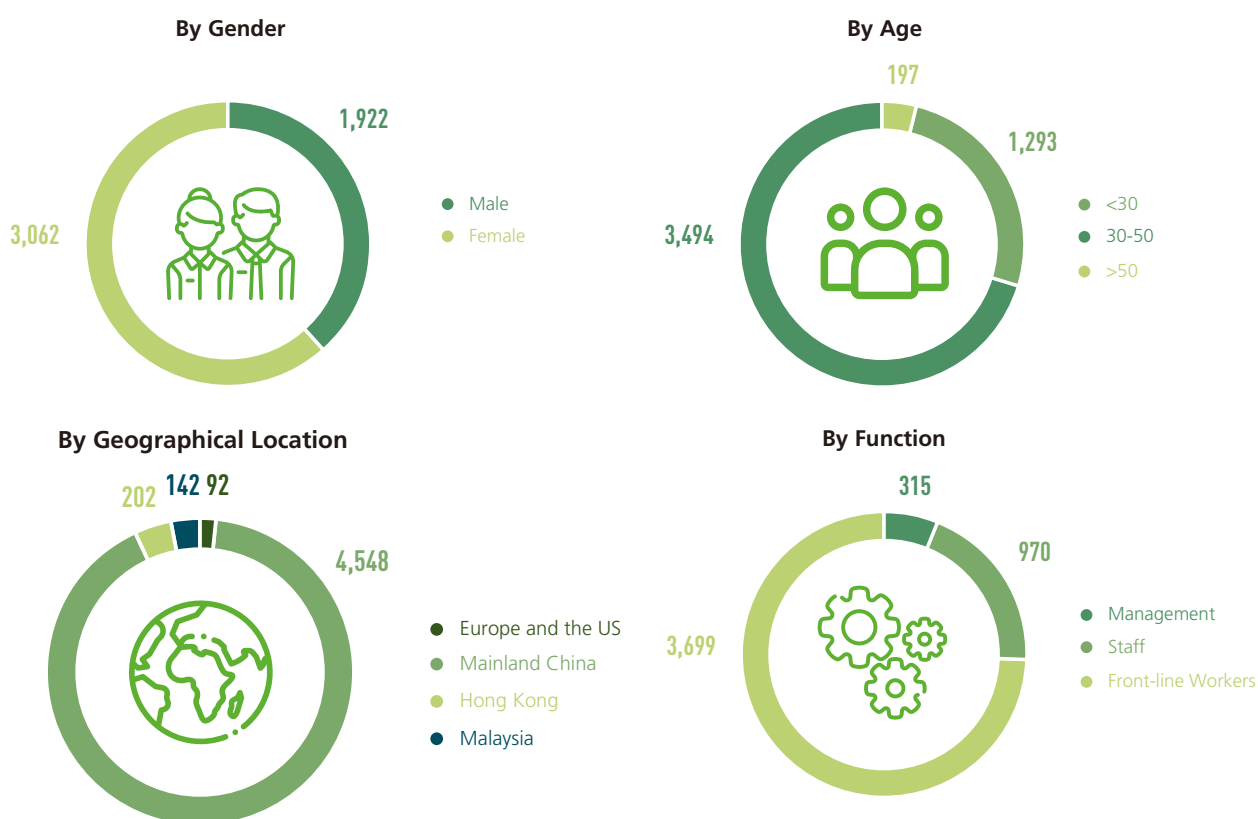 By Gender
1,922
3,062
Male
Female
By Age
197
1,293
3,494
<30
30-50
>50
By Geographical Location
202
142
92
4,548
Europe and the US
Mainland China
Hong Kong
Malaysia
By Function
315
970
3,699
Management
Staff
Front-line Workers